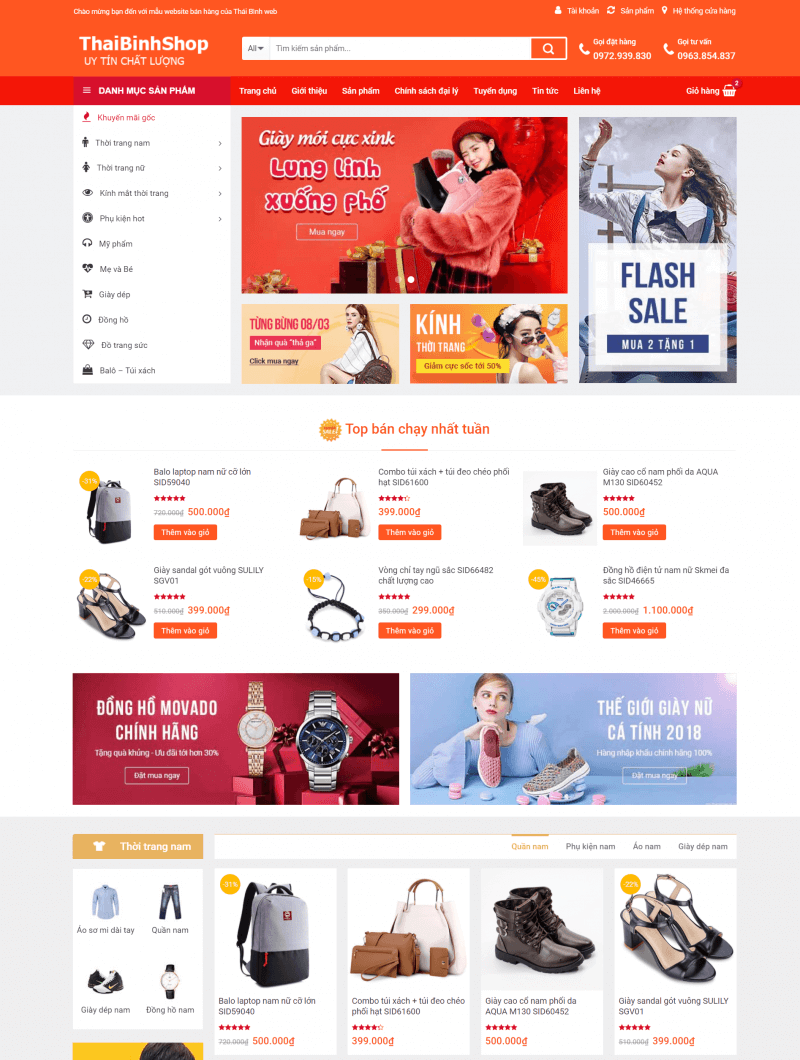 Chào mừng bạn đến với mẫu website bán hàng của Thái Bình web
Tài khoản
Sản phẩm
Hệ thống cửa hàng
ThaiBinhShop
UY TÍN CHẤT LƯỢNG
All
Tìm kiếm sản phẩm...
Gọi đặt hàng
0972.939.830
Gọi tư vấn
0963.854.837
DANH MỤC SẢN PHẨM
Trang chủ
Giới thiệu
Sản phẩm
Chính sách đại lý
Tuyển dụng
Tin tức
Liên hệ
Giỏ hàng
2
Khuyến mãi gốc
Thời trang nam
Thời trang nữ
Kính mắt thời trang
Phụ kiện hot
Mỹ phẩm
Mẹ và Bé
Giày dép
Đồng hồ
Đồ trang sức
Balô – Túi xách
Giày mới cực xinh
Lung linh
xuống phố
Mua ngay
TỪNG BỪNG 08/03
Nhận quà "thả ga"
Click mua ngay
KÍNH
THỜI TRANG
Giảm cực sốc tới 50%
FLASH
SALE
MUA 2 TẶNG 1
Top bán chạy nhất tuần
-31%
Balo laptop nam nữ cỡ lớn
SID59040
720.000₫ 500.000₫
Thêm vào giỏ
Combo túi xách + túi đeo chéo phối
hạt SID61600
399.000₫
Thêm vào giỏ
Giày cao cổ nam phối da AQUA
M130 SID60452
500.000₫
Thêm vào giỏ
-22%
Giày sandal gót vuông SULILY
SGV01
510.000₫ 399.000₫
Thêm vào giỏ
-15%
Vòng chỉ tay ngũ sắc SID66482
chất lượng cao
350.000₫ 299.000₫
Thêm vào giỏ
-45%
Đồng hồ điện tử nam nữ Skmei đa
sắc SID46665
2.000.000₫ 1.100.000₫
Thêm vào giỏ
ĐỒNG HỒ MOVADO
CHÍNH HÃNG
Tặng quà khủng - Ưu đãi tới hơn 30%
Đặt mua ngay
THẾ GIỚI GIÀY NỮ
CÁ TÍNH 2018
Hàng nhập khẩu chính hãng 100%
Đặt mua ngay
Thời trang nam
Quần nam
Phụ kiện nam
Áo nam
Giày dép nam
Áo sơ mi dài tay
Quần nam
Giày dép nam
Đồng hồ nam
-31%
Balo laptop nam nữ cỡ lớn
SID59040
720.000₫ 500.000₫
Combo túi xách + túi đeo chéo
phối hạt SID61600
399.000₫
Giày cao cổ nam phối da
AQUA M130 SID60452
500.000₫
-22%
Giày sandal gót vuông SULILY
SGV01
510.000₫ 399.000₫